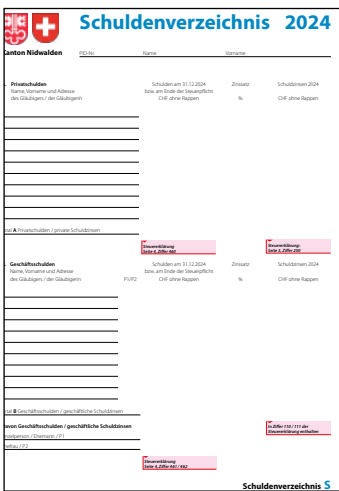 Schuldenverzeichnis 2024
Kanton Nidwalden PID-Nr. Name Vorname
Privatschulden Schulden am 31.12.2024 Zinssatz Schuldzinsen 2024
Name, Vorname und Adresse bzw. am Ende der Steuerpflicht
des Gläubigers / der Gläubigerin CHF ohne Rappen % CHF ohne Rappen
A Privatschulden / private Schuldzinsen
Steuererklärung Steuererklärung:
Seite 4, Ziffer 460 Seite 3, Ziffer 250
Geschäftsschulden Schulden am 31.12.2024 Zinssatz Schuldzinsen 2024
Name, Vorname und Adresse bzw. am Ende der Steuerpflicht
des Gläubigers / der Gläubigerin P1/P2 CHF ohne Rappen % CHF ohne Rappen
B Geschäftsschulden / geschäftliche Schuldzinsen
davon Geschäftsschulden / geschäftliche Schuldzinsen In Ziffer 110 / 111 der
Steuererklärung enthalten
Einzelperson / Ehemann / P1
Ehefrau / P2
Steuererklärung
Seite 4, Ziffer 461 / 462
Schuldenverzeichnis S